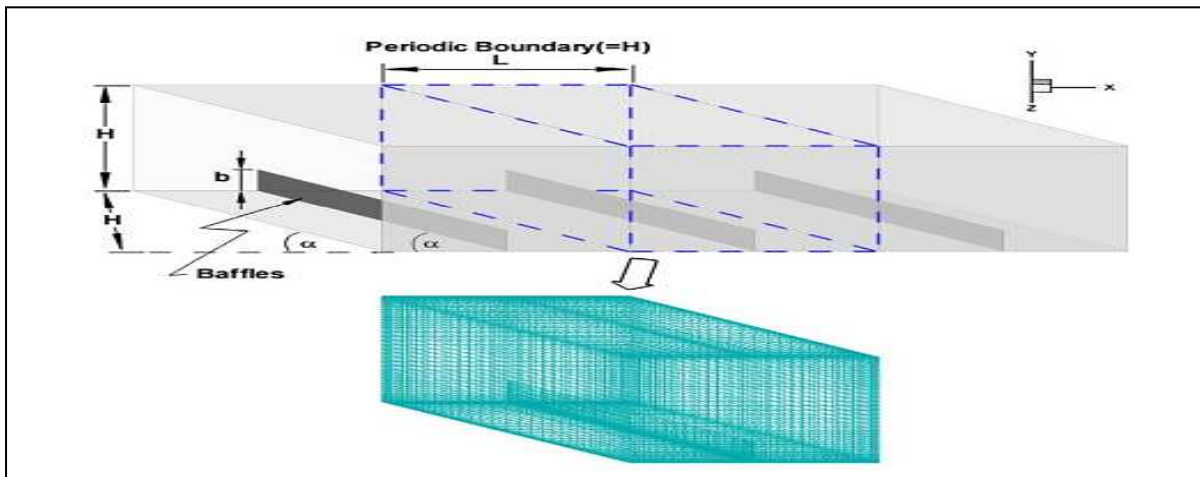 Periodic Boundary(=H)
L
Y
X
Z
H
b
H
α
α
Baffles